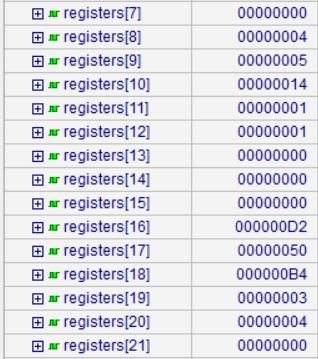 registers[7] 00000000
registers[8] 00000004
registers[9] 00000005
registers[10] 00000014
registers[11] 00000001
registers[12] 00000001
registers[13] 00000000
registers[14] 00000000
registers[15] 00000000
registers[16] 000000D2
registers[17] 00000050
registers[18] 000000B4
registers[19] 00000003
registers[20] 00000004
registers[21] 00000000